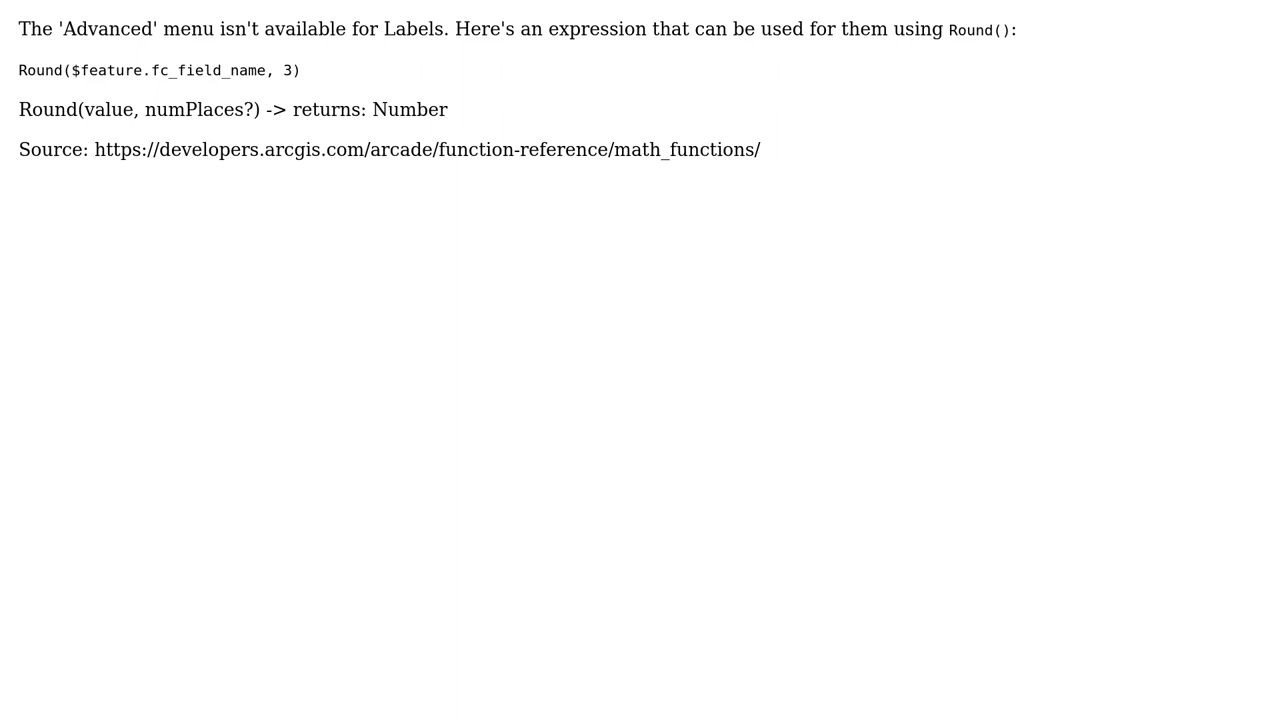 The 'Advanced' menu isn't available for Labels. Here's an expression that can be used for them using Round():
Round($feature.fc_field_name, 3)
Round(value, numPlaces?) -> returns: Number
Source: https://developers.arcgis.com/arcade/function-reference/math_functions/